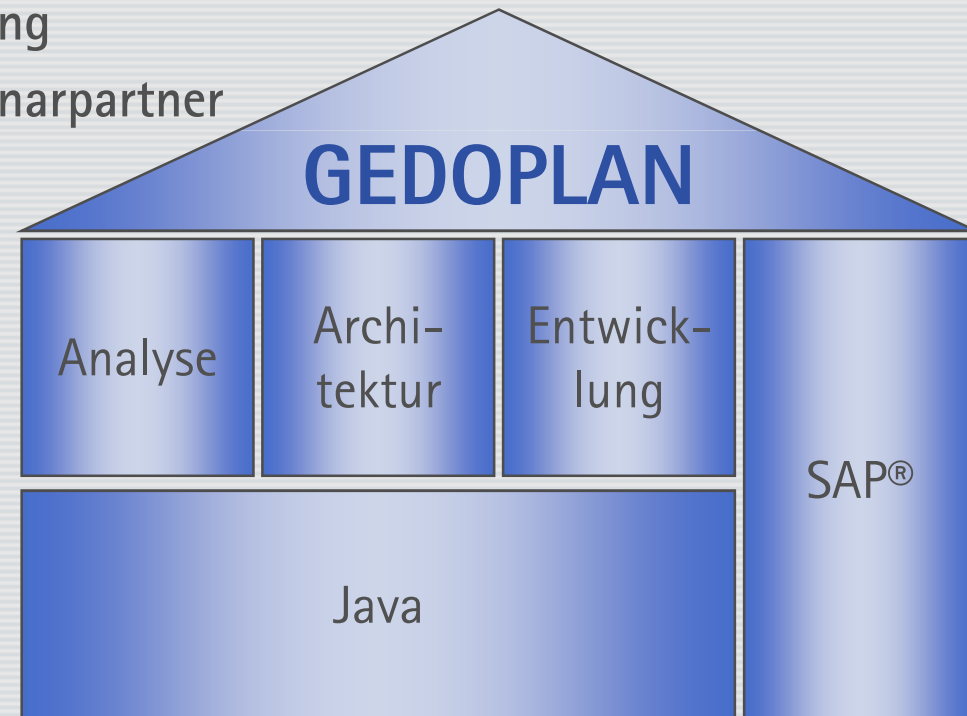 ng
narpartner
GEDOPLAN
Analyse
Archi-
tektur
Entwick-
lung
SAP®
Java